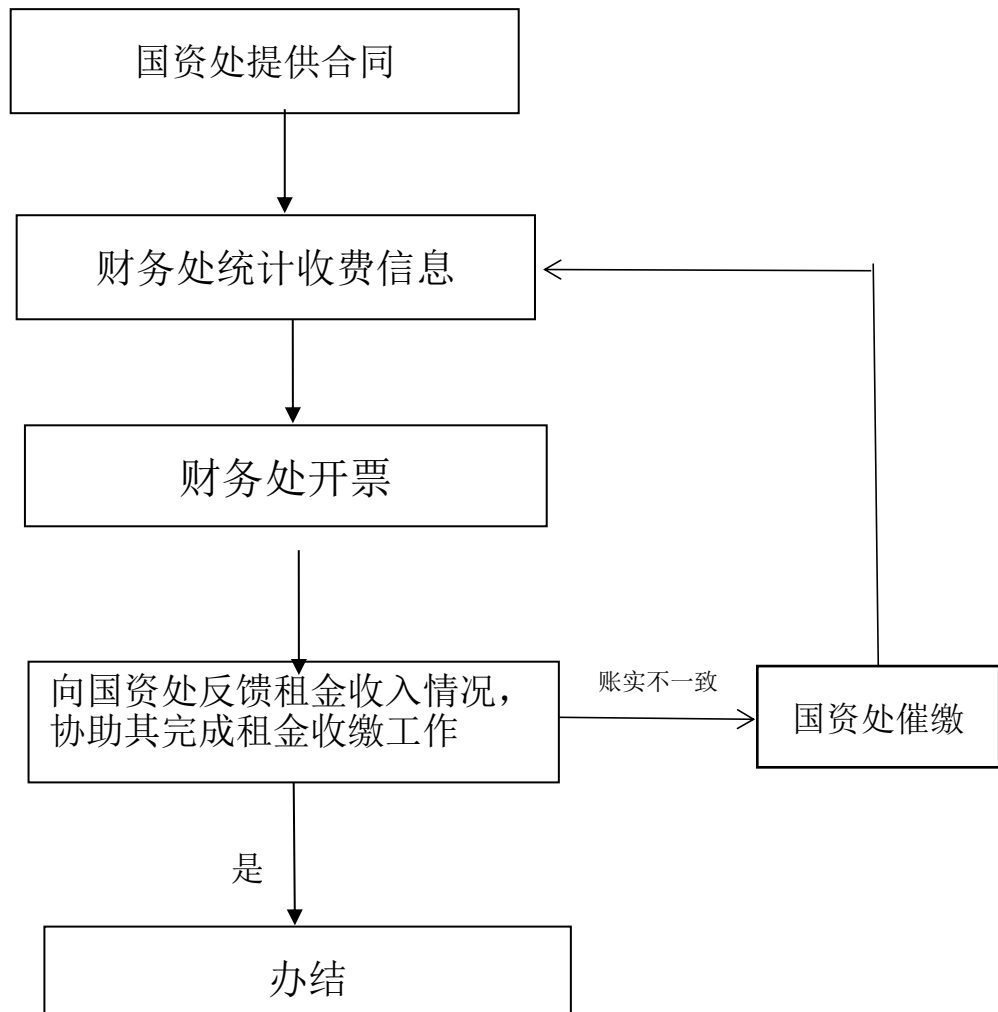 国资处提供合同
财务处统计收费信息
财务处开票
向国资处反馈租金收入情况，
协助其完成租金收缴工作
账实不一致
国资处催缴
是
办结